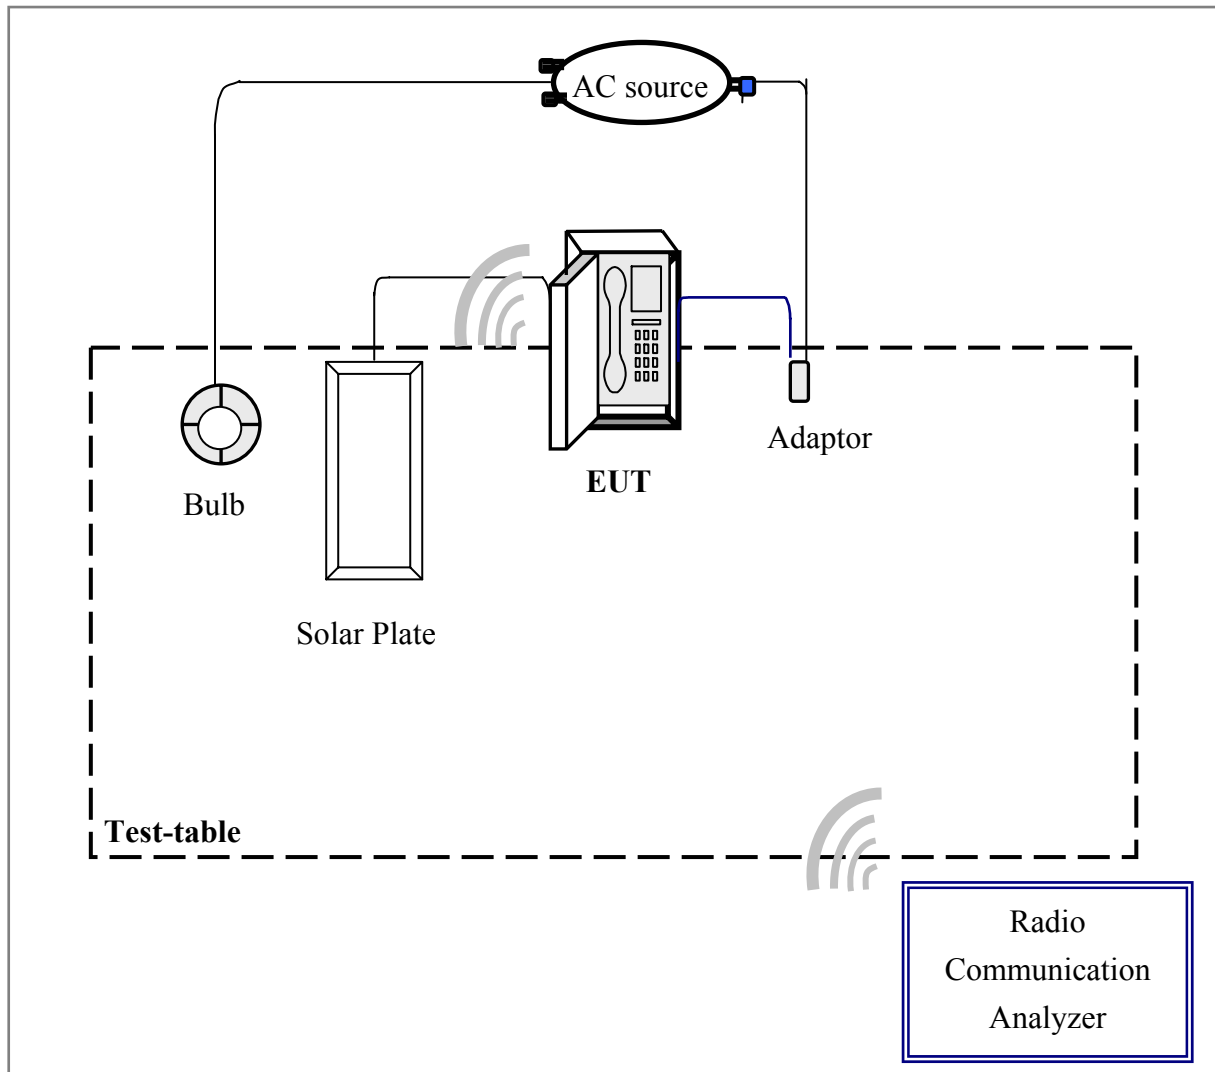 AC source
Adaptor
EUT
Bulb
Solar Plate
Test-table
Radio
Communication
Analyzer